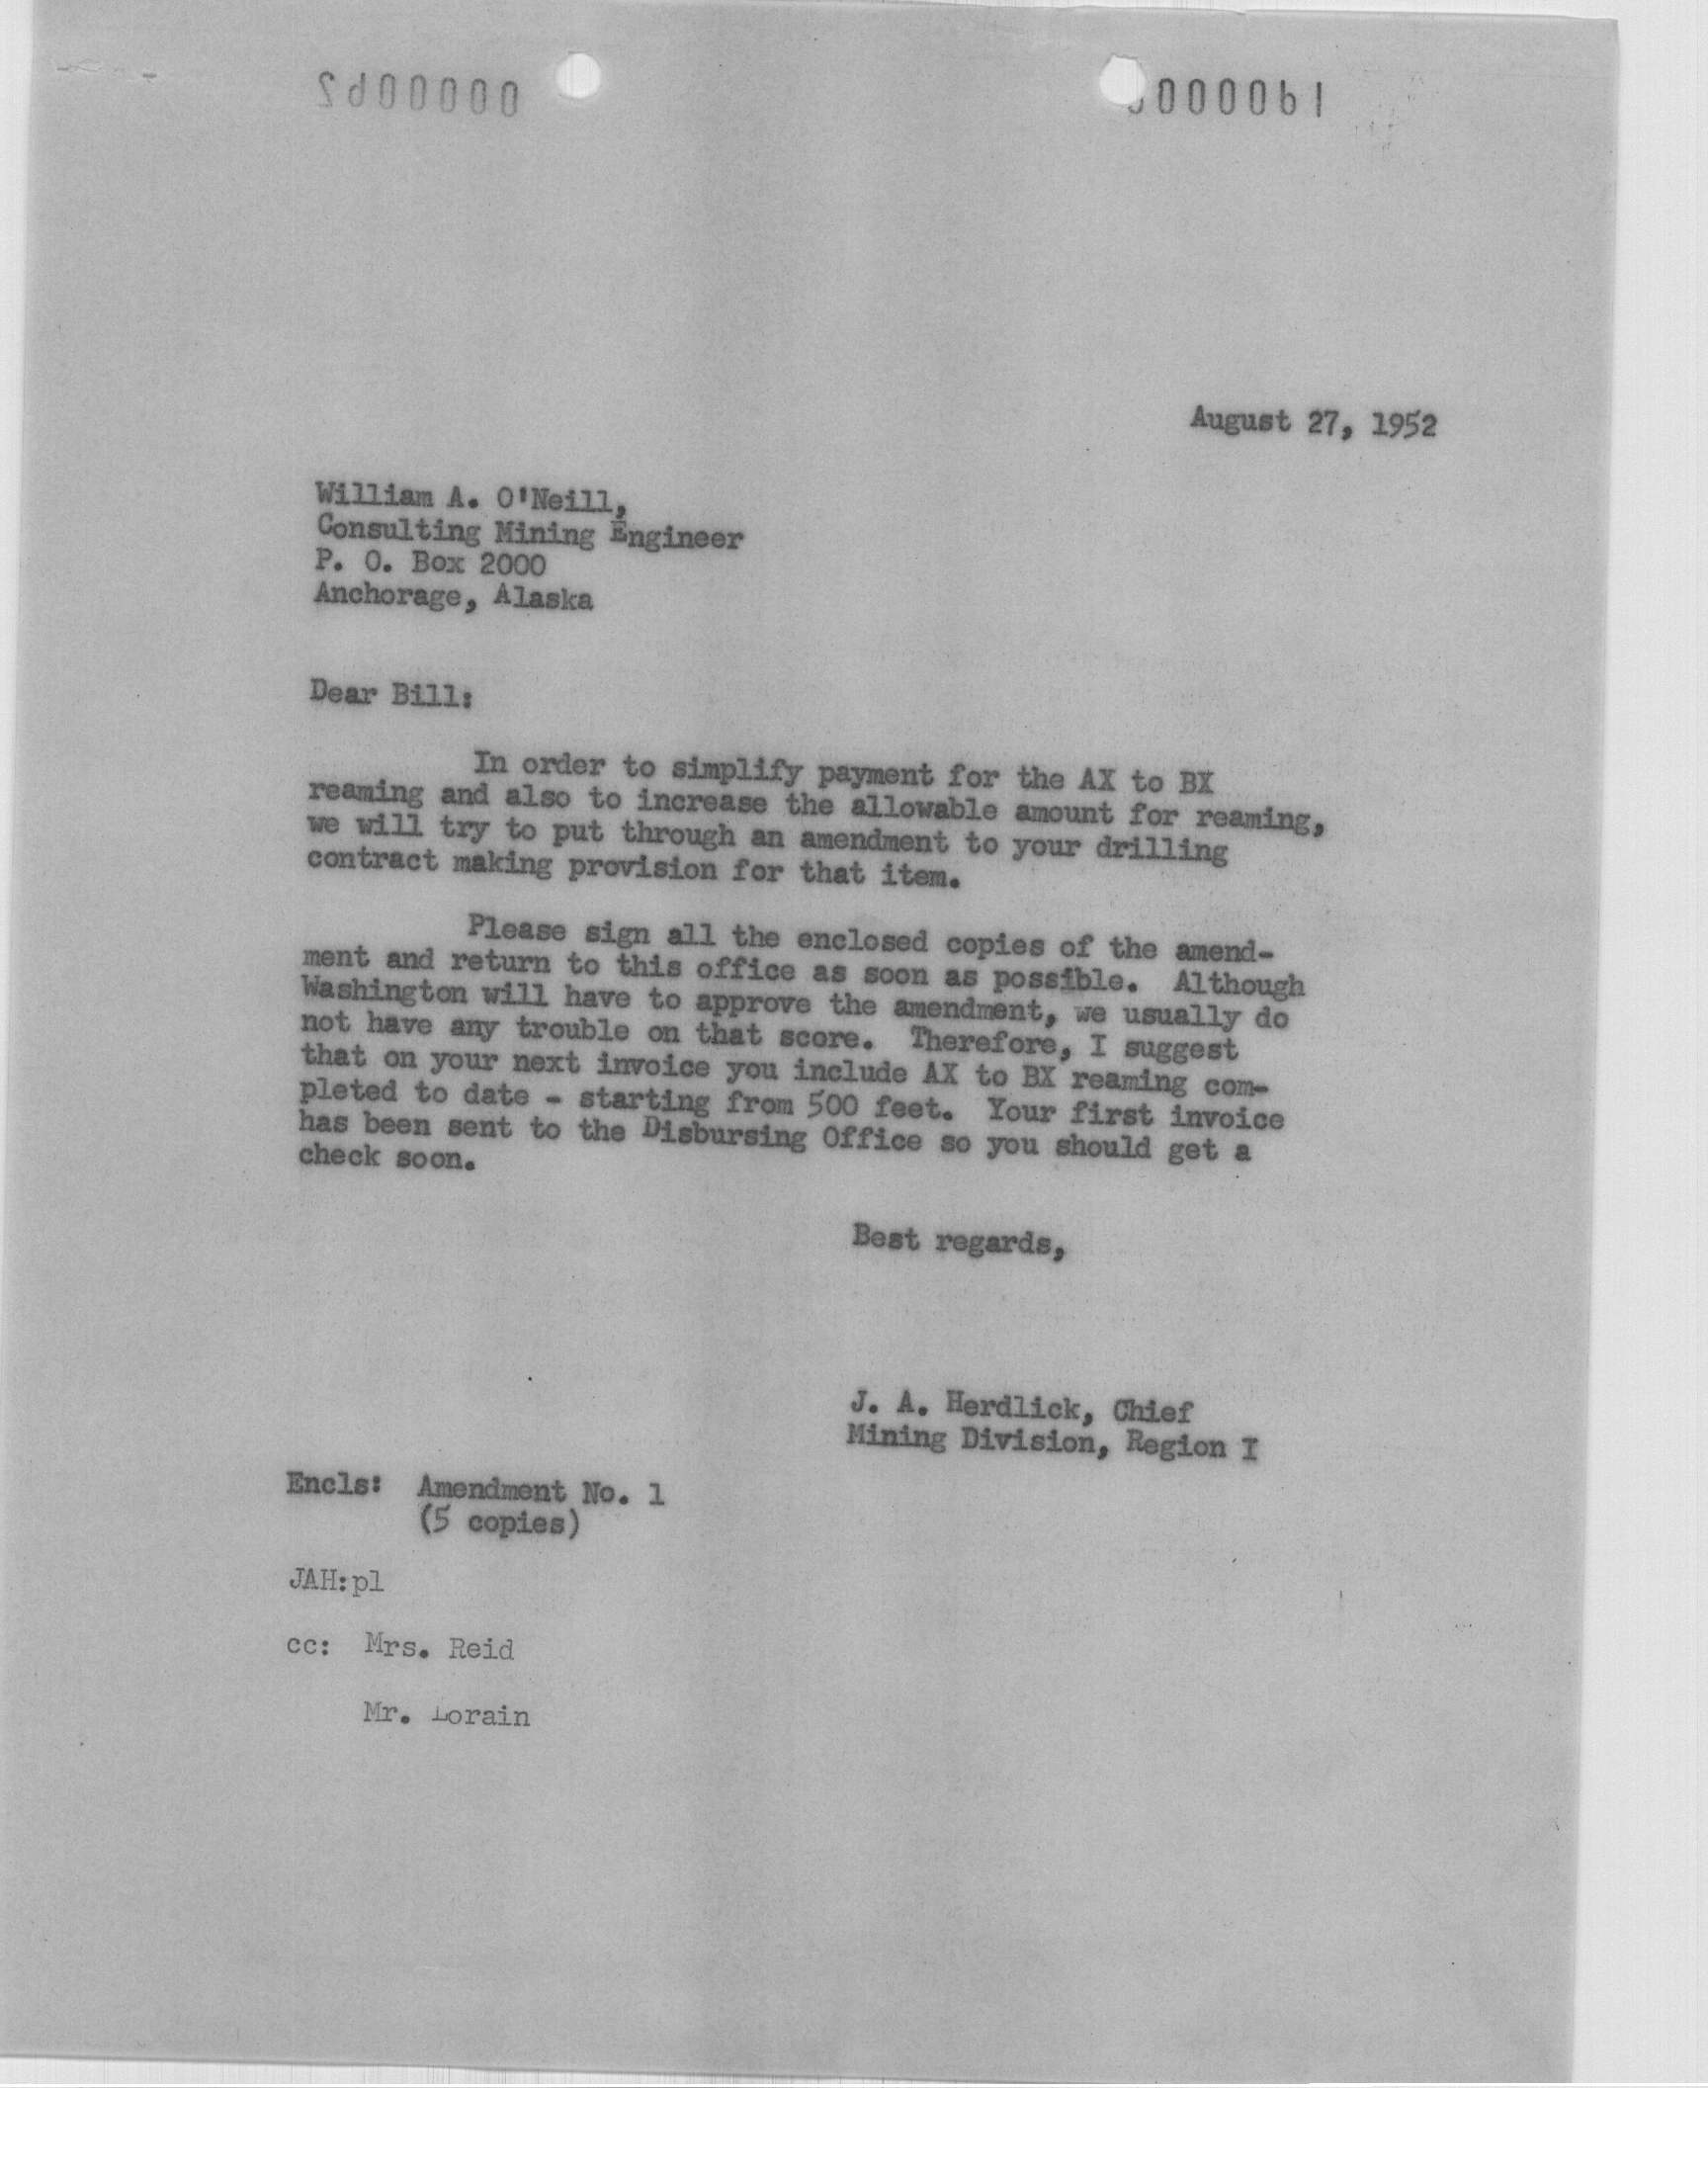 August 27, 1952
William A. O'Neill,
Consulting Mining Engineer
P. O. Box 2000
Anchorage, Alaska
Dear Bill:
In order to simplify payment for the AX to BX
reaming and also to increase the allowable amount for reaming,
we will try to put through an amendment to your drilling
contract making provision for that item.
Please sign all the enclosed copies of the amend-
ment and return to this office as soon as possible. Although
Washington will have to approve the amendment, we usually do
not have any trouble on that score. Therefore, I suggest
that on your next invoice you include AX to BX reaming com-
pleted to date - starting from 500 feet. Your first invoice
has been sent to the Disbursing Office so you should get a
check soon.
Best regards,
J. A. Herdlick, Chief
Mining Division, Region I
Encls: Amendment No. 1
(5 copies)
JAH:pl
cc: Mrs. Reid
Mr. Lorain